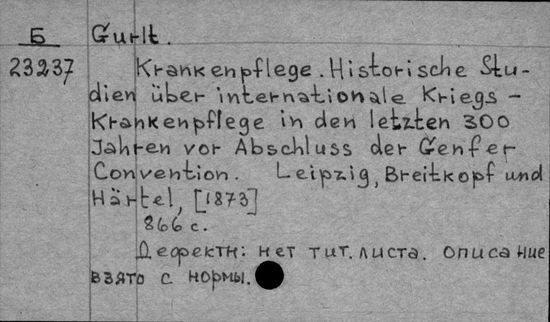 Б Gurlt.
23237 Krankenpflege. Historische Stu-
dien über internationale Kriegs-
Krankenpflege in den letzten 300
Jahren vor Abschluss der Genfer
Convention. Leipzig, Breitkopf und
Härtel, [1873]
866 с.
Дефектн: нет тит. листа. описание
взято с нормы.